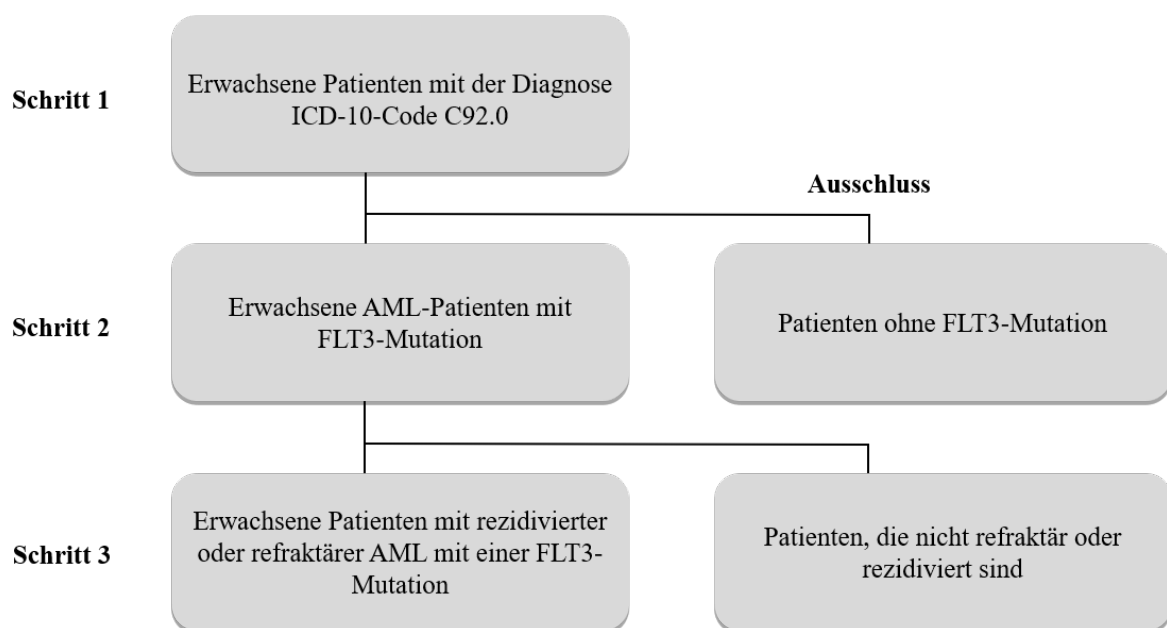 Schritt 1
Erwachsene Patienten mit der Diagnose
ICD-10-Code C92.0
Ausschluss
Schritt 2
Erwachsene AML-Patienten mit
FLT3-Mutation
Patienten ohne FLT3-Mutation
Schritt 3
Erwachsene Patienten mit rezidivierter
oder refraktärer AML mit einer FLT3-
Mutation
Patienten, die nicht refraktär oder
rezidiviert sind